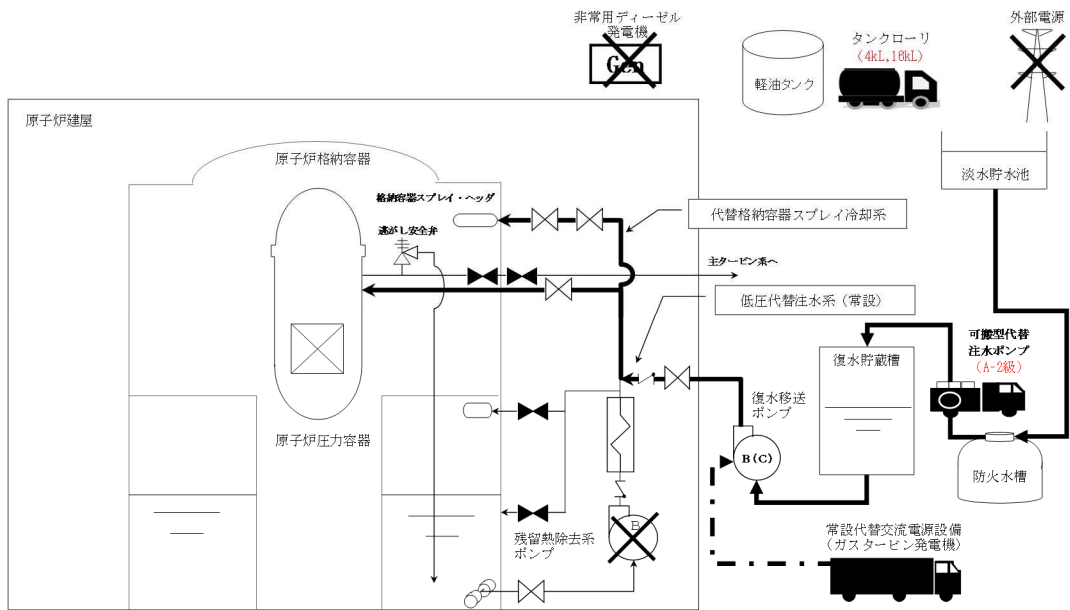 非常用ディーゼル
発電機
Gen
軽油タンク
タンクローリ
(4kL,16kL)
外部電源
原子炉建屋
原子炉格納容器
淡水貯水池
格納容器スプレイ・ヘッダ
代替格納容器スプレイ冷却系
逃がし安全弁
主タービン系へ
低圧代替注水系(常設)
可搬型代替
注水ポンプ
(A-2級)
復水貯蔵槽
復水移送
ポンプ
原子炉圧力容器
B(C)
防火水槽
B
残留熱除去系
ポンプ
常設代替交流電源設備
(ガスタービン発電機)